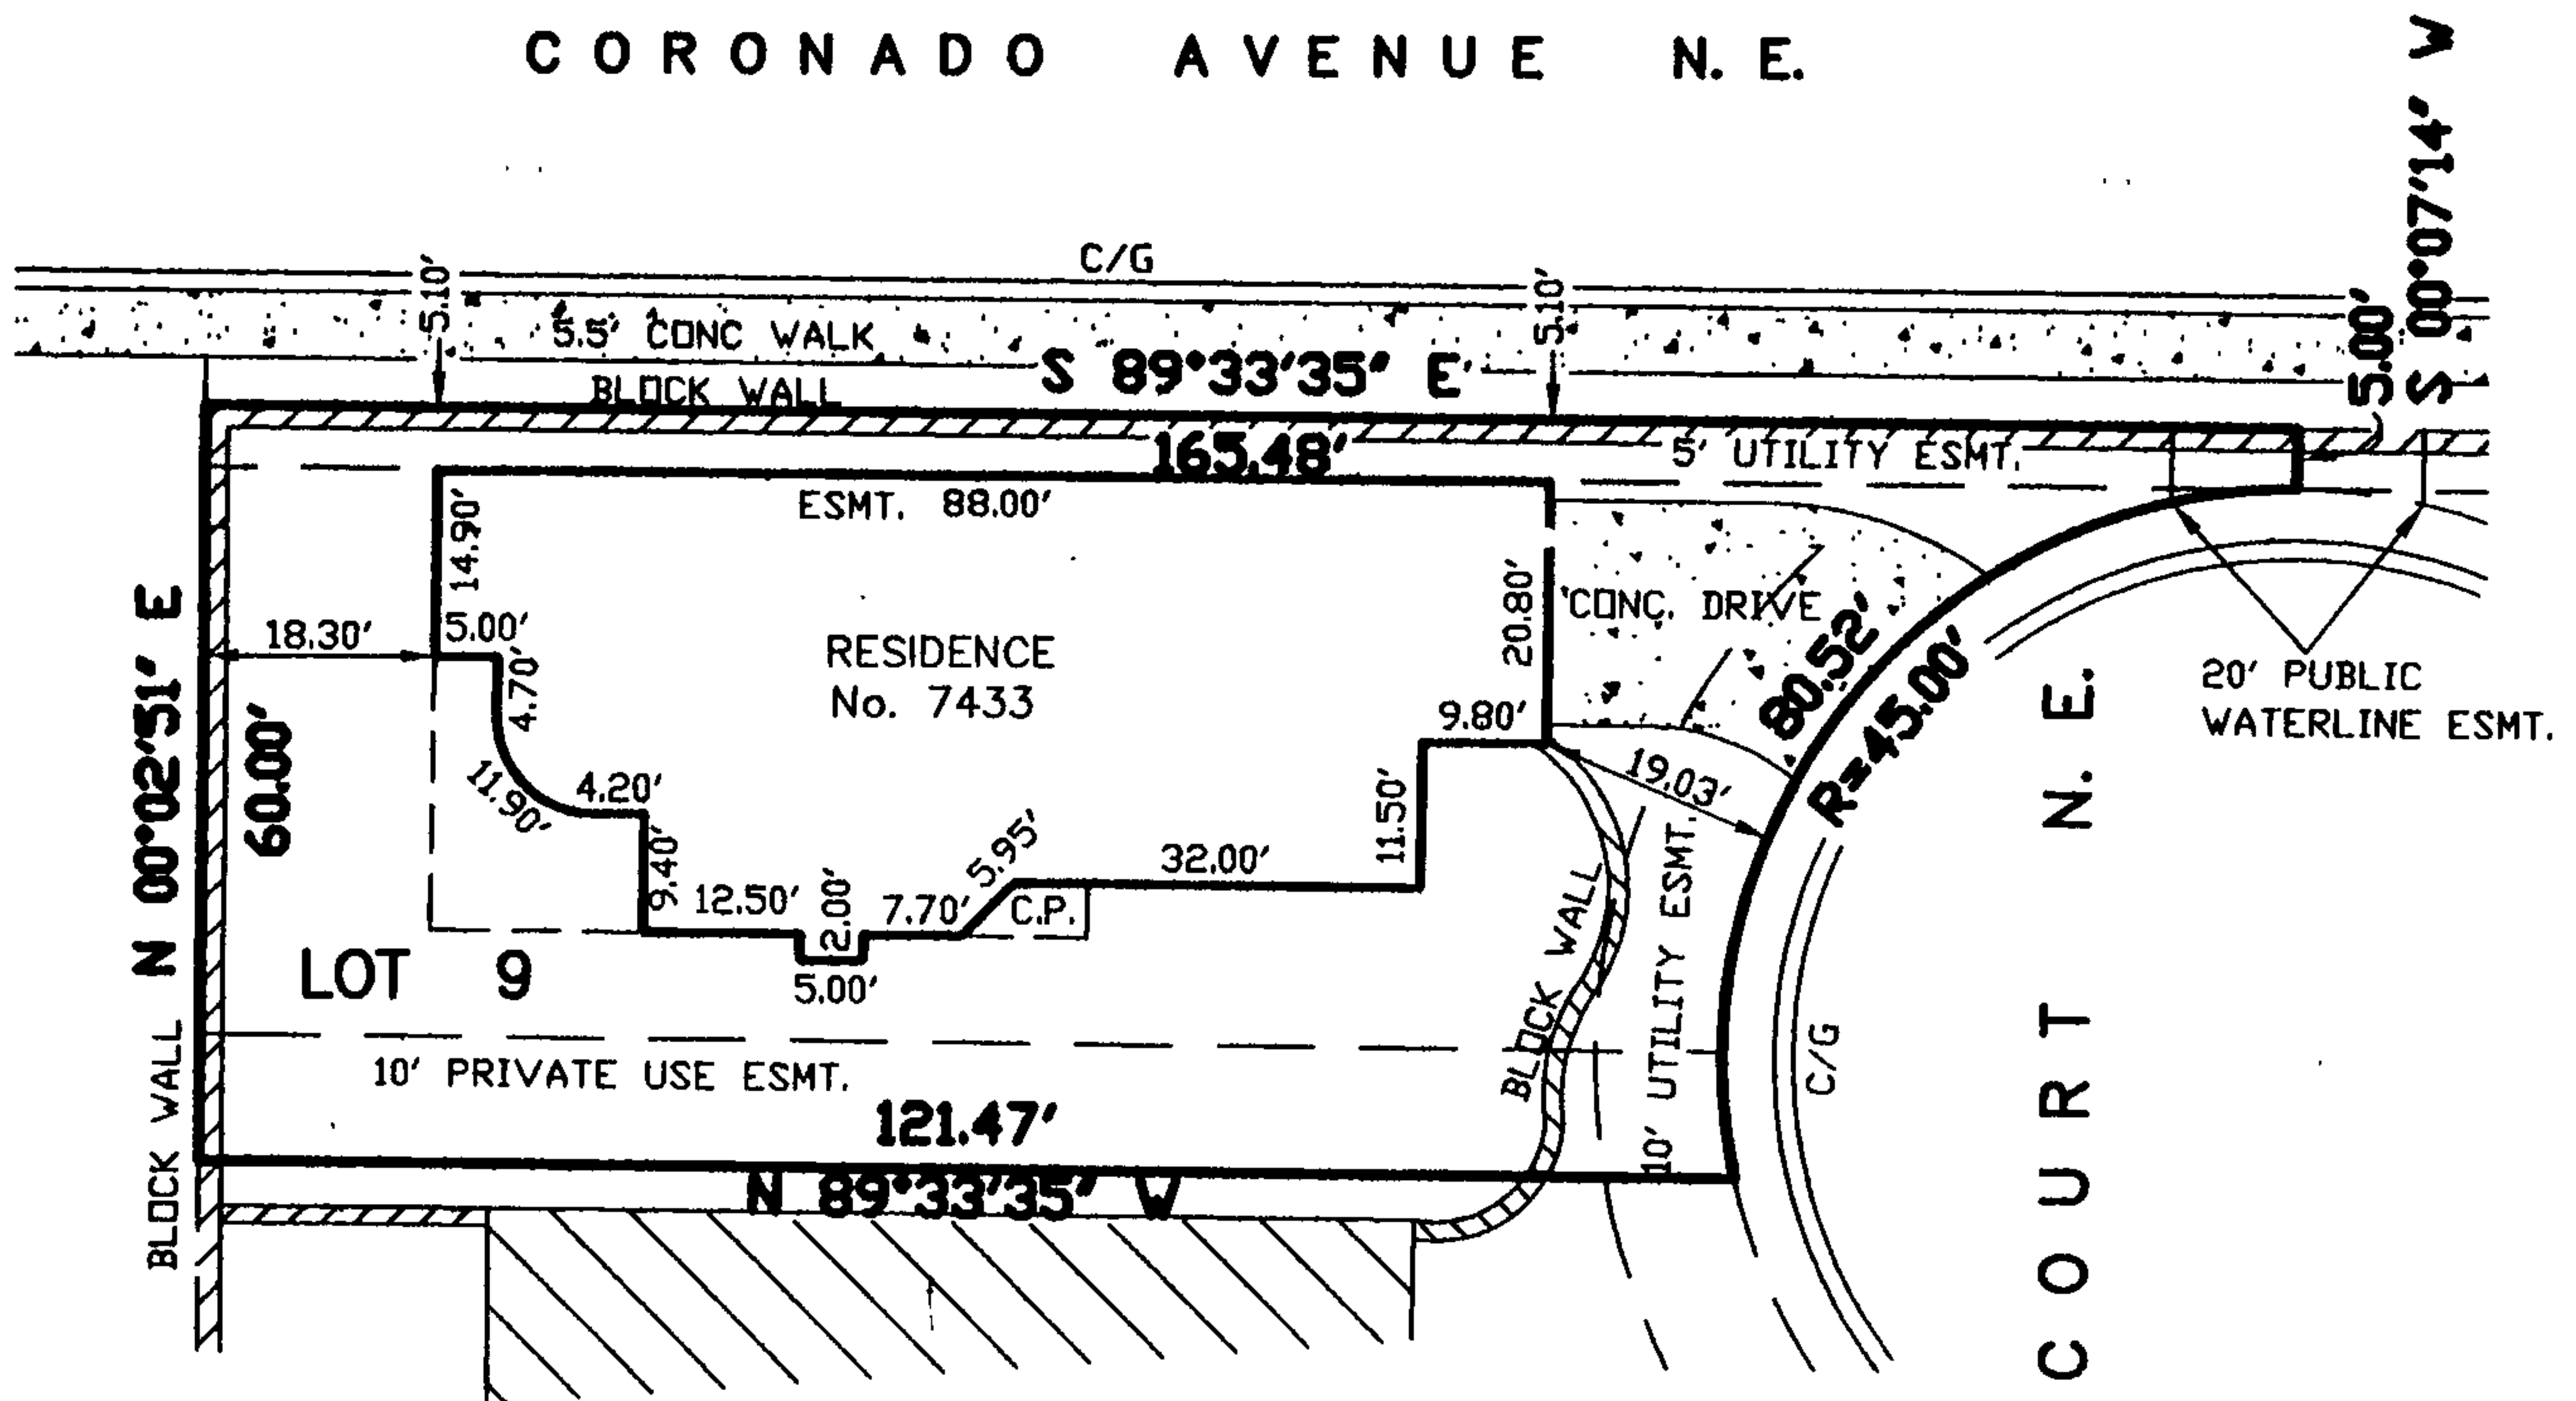 CORONADO AVENUE N. E.
S 00°07'14" W
C/G
5.10'
5.10'
5.00'
5.5' CONC WALK
S 89°33'35" E
BLOCK WALL
165.48'
5' UTILITY ESMT.
ESMT. 88.00'
14.90'
5.00'
18.30'
4.70'
RESIDENCE
No. 7433
20.80'
CONC. DRIVE
80.52'
R=45.00'
20' PUBLIC
WATERLINE ESMT.
N 00°02'51" E
60.00'
9.80'
19.03'
11.90'
4.20'
9.40'
12.50'
2.00'
7.70'
5.95'
C.P.
32.00'
11.50'
5.00'
LOT 9
BLOCK WALL
10' UTILITY ESMT.
C/G
10' PRIVATE USE ESMT.
121.47'
N 89°33'35" W
BLOCK WALL
COURT N. E.